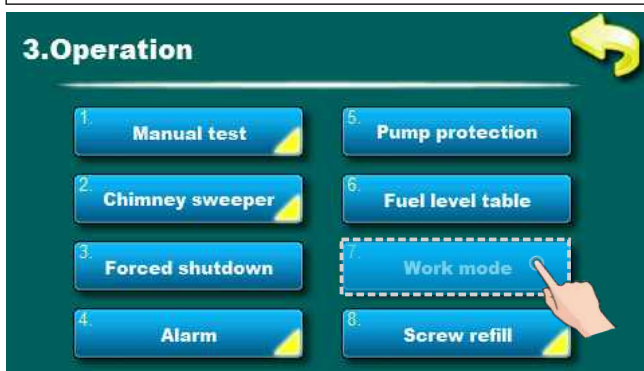 3.Operation
1. Manual test
2. Chimney sweeper
3. Forced shutdown
4. Alarm
5. Pump protection
6. Fuel level table
7. Work mode
8. Screw refill